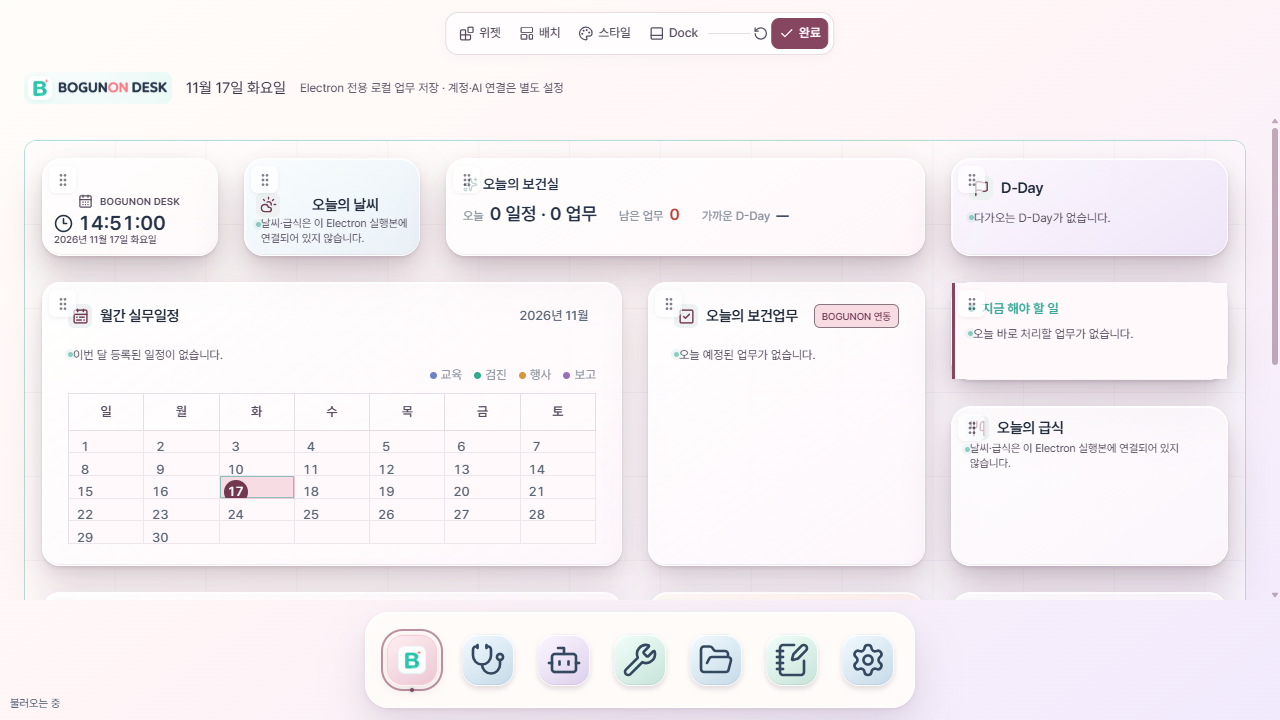 위젯 배치 스타일 Dock 완료
BOGUNON DESK 11월 17일 화요일 Electron 전용 로컬 업무 저장 · 계정·AI 연결은 별도 설정
BOGUNON DESK
14:51:00
2026년 11월 17일 화요일
오늘의 날씨
날씨·급식은 이 Electron 실행본에
연결되어 있지 않습니다.
오늘의 보건실
오늘 0 일정 · 0 업무 남은 업무 0 가까운 D-Day —
D-Day
다가오는 D-Day가 없습니다.
월간 실무일정 2026년 11월
이번 달 등록된 일정이 없습니다.
교육 검진 행사 보고
일 월 화 수 목 금 토
1 2 3 4 5 6 7
8 9 10 11 12 13 14
15 16 17 18 19 20 21
22 23 24 25 26 27 28
29 30
오늘의 보건업무 BOGUNON 연동
오늘 예정된 업무가 없습니다.
지금 해야 할 일
오늘 바로 처리할 업무가 없습니다.
오늘의 급식
날씨·급식은 이 Electron 실행본에 연결되어 있지
않습니다.
B
불러오는 중